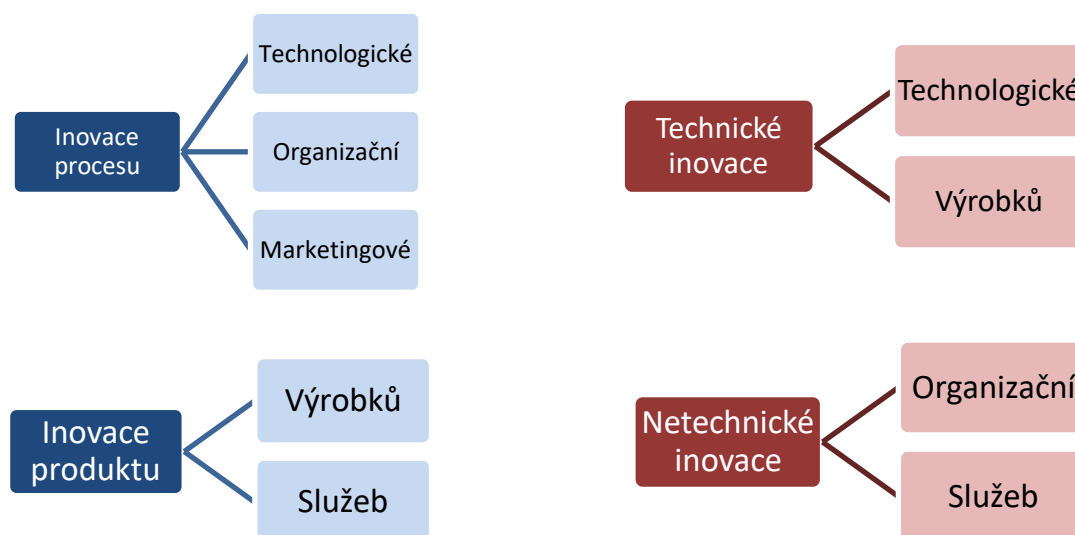 Technologické
Inovace
procesu
Organizační
Marketingové
Technické
inovace
Technologické
Výrobků
Inovace
produktu
Výrobků
Služeb
Netechnické
inovace
Organizační
Služeb